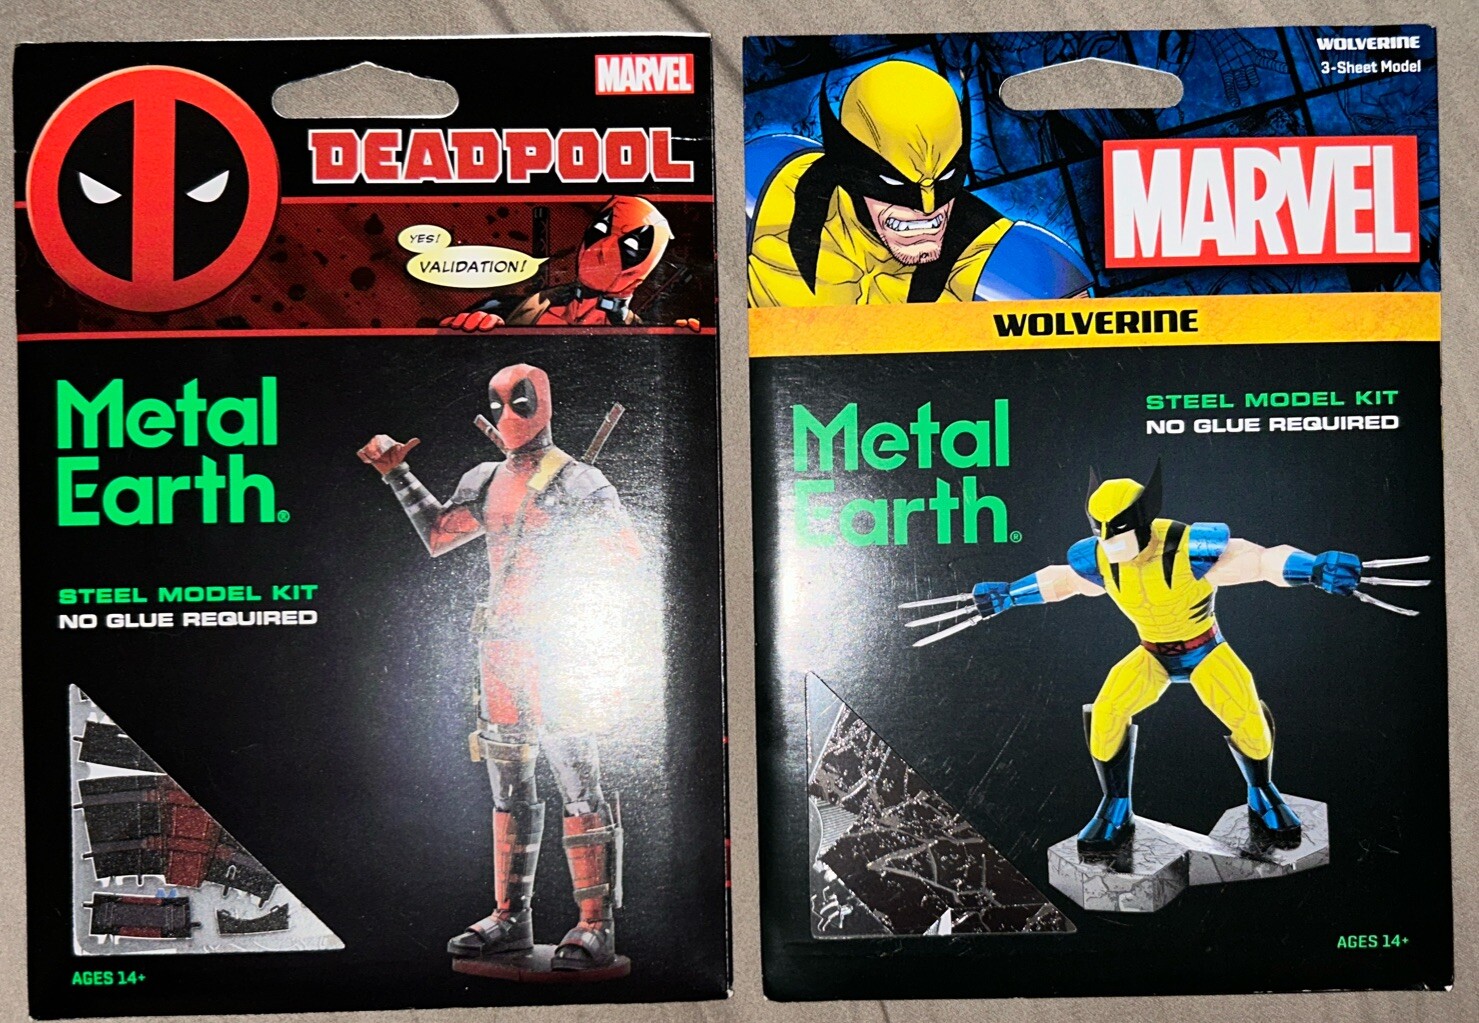 MARVEL
DEADPOOL
YES!
VALIDATION!
Metal
Earth®
STEEL MODEL KIT
NO GLUE REQUIRED
AGES 14+
WOLVERINE
3-Sheet Model
MARVEL
WOLVERINE
STEEL MODEL KIT
NO GLUE REQUIRED
Metal
Earth®
AGES 14+